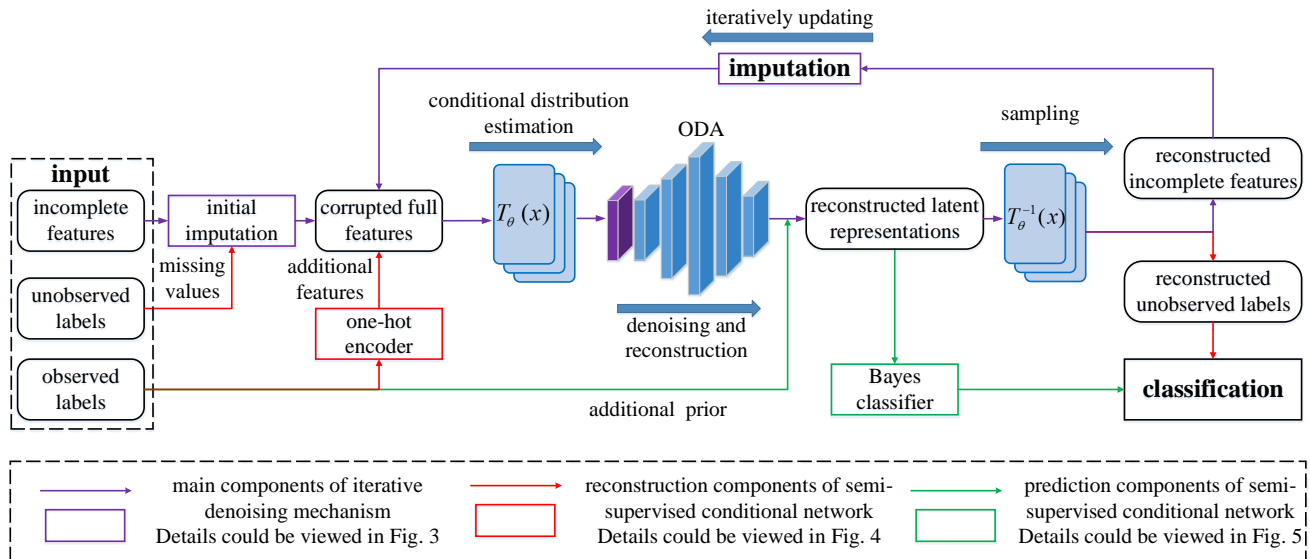 iteratively updating
imputation
conditional distribution
estimation
ODA
sampling
input
incomplete
features
initial
imputation
corrupted full
features
T_θ(x)
reconstructed latent
representations
T_θ^{-1}(x)
reconstructed
incomplete features
missing
values
additional
features
unobserved
labels
one-hot
encoder
denoising and
reconstruction
reconstructed
unobserved labels
observed
labels
additional prior
Bayes
classifier
classification
main components of iterative
denoising mechanism
Details could be viewed in Fig. 3
reconstruction components of semi-
supervised conditional network
Details could be viewed in Fig. 4
prediction components of semi-
supervised conditional network
Details could be viewed in Fig. 5